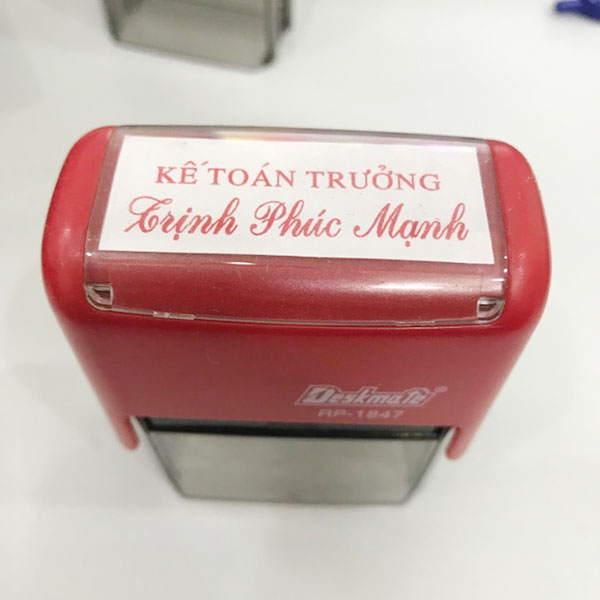 KẾ TOÁN TRƯỞNG
Trịnh Phúc Mạnh
Deskmate®
RP-1847